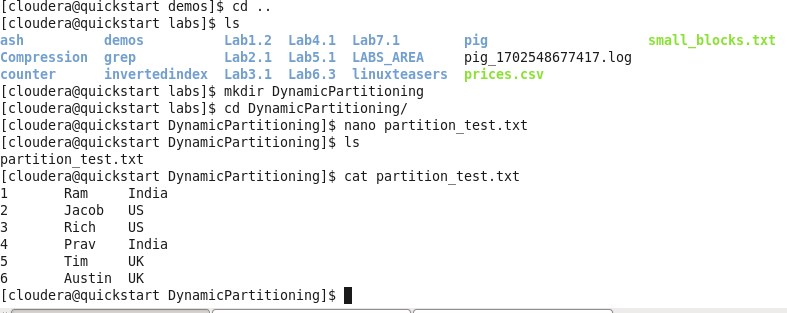 [cloudera@quickstart demos]$ cd ..
[cloudera@quickstart labs]$ ls
ash          demos          Lab1.2  Lab4.1  Lab7.1        pig                    small_blocks.txt
Compression  grep           Lab2.1  Lab5.1  LABS_AREA     pig_1702548677417.log
counter      invertedindex  Lab3.1  Lab6.3  linuxteasers  prices.csv
[cloudera@quickstart labs]$ mkdir DynamicPartitioning
[cloudera@quickstart labs]$ cd DynamicPartitioning/
[cloudera@quickstart DynamicPartitioning]$ nano partition_test.txt
[cloudera@quickstart DynamicPartitioning]$ ls
partition_test.txt
[cloudera@quickstart DynamicPartitioning]$ cat partition_test.txt
1       Ram     India
2       Jacob   US
3       Rich    US
4       Prav    India
5       Tim     UK
6       Austin  UK
[cloudera@quickstart DynamicPartitioning]$